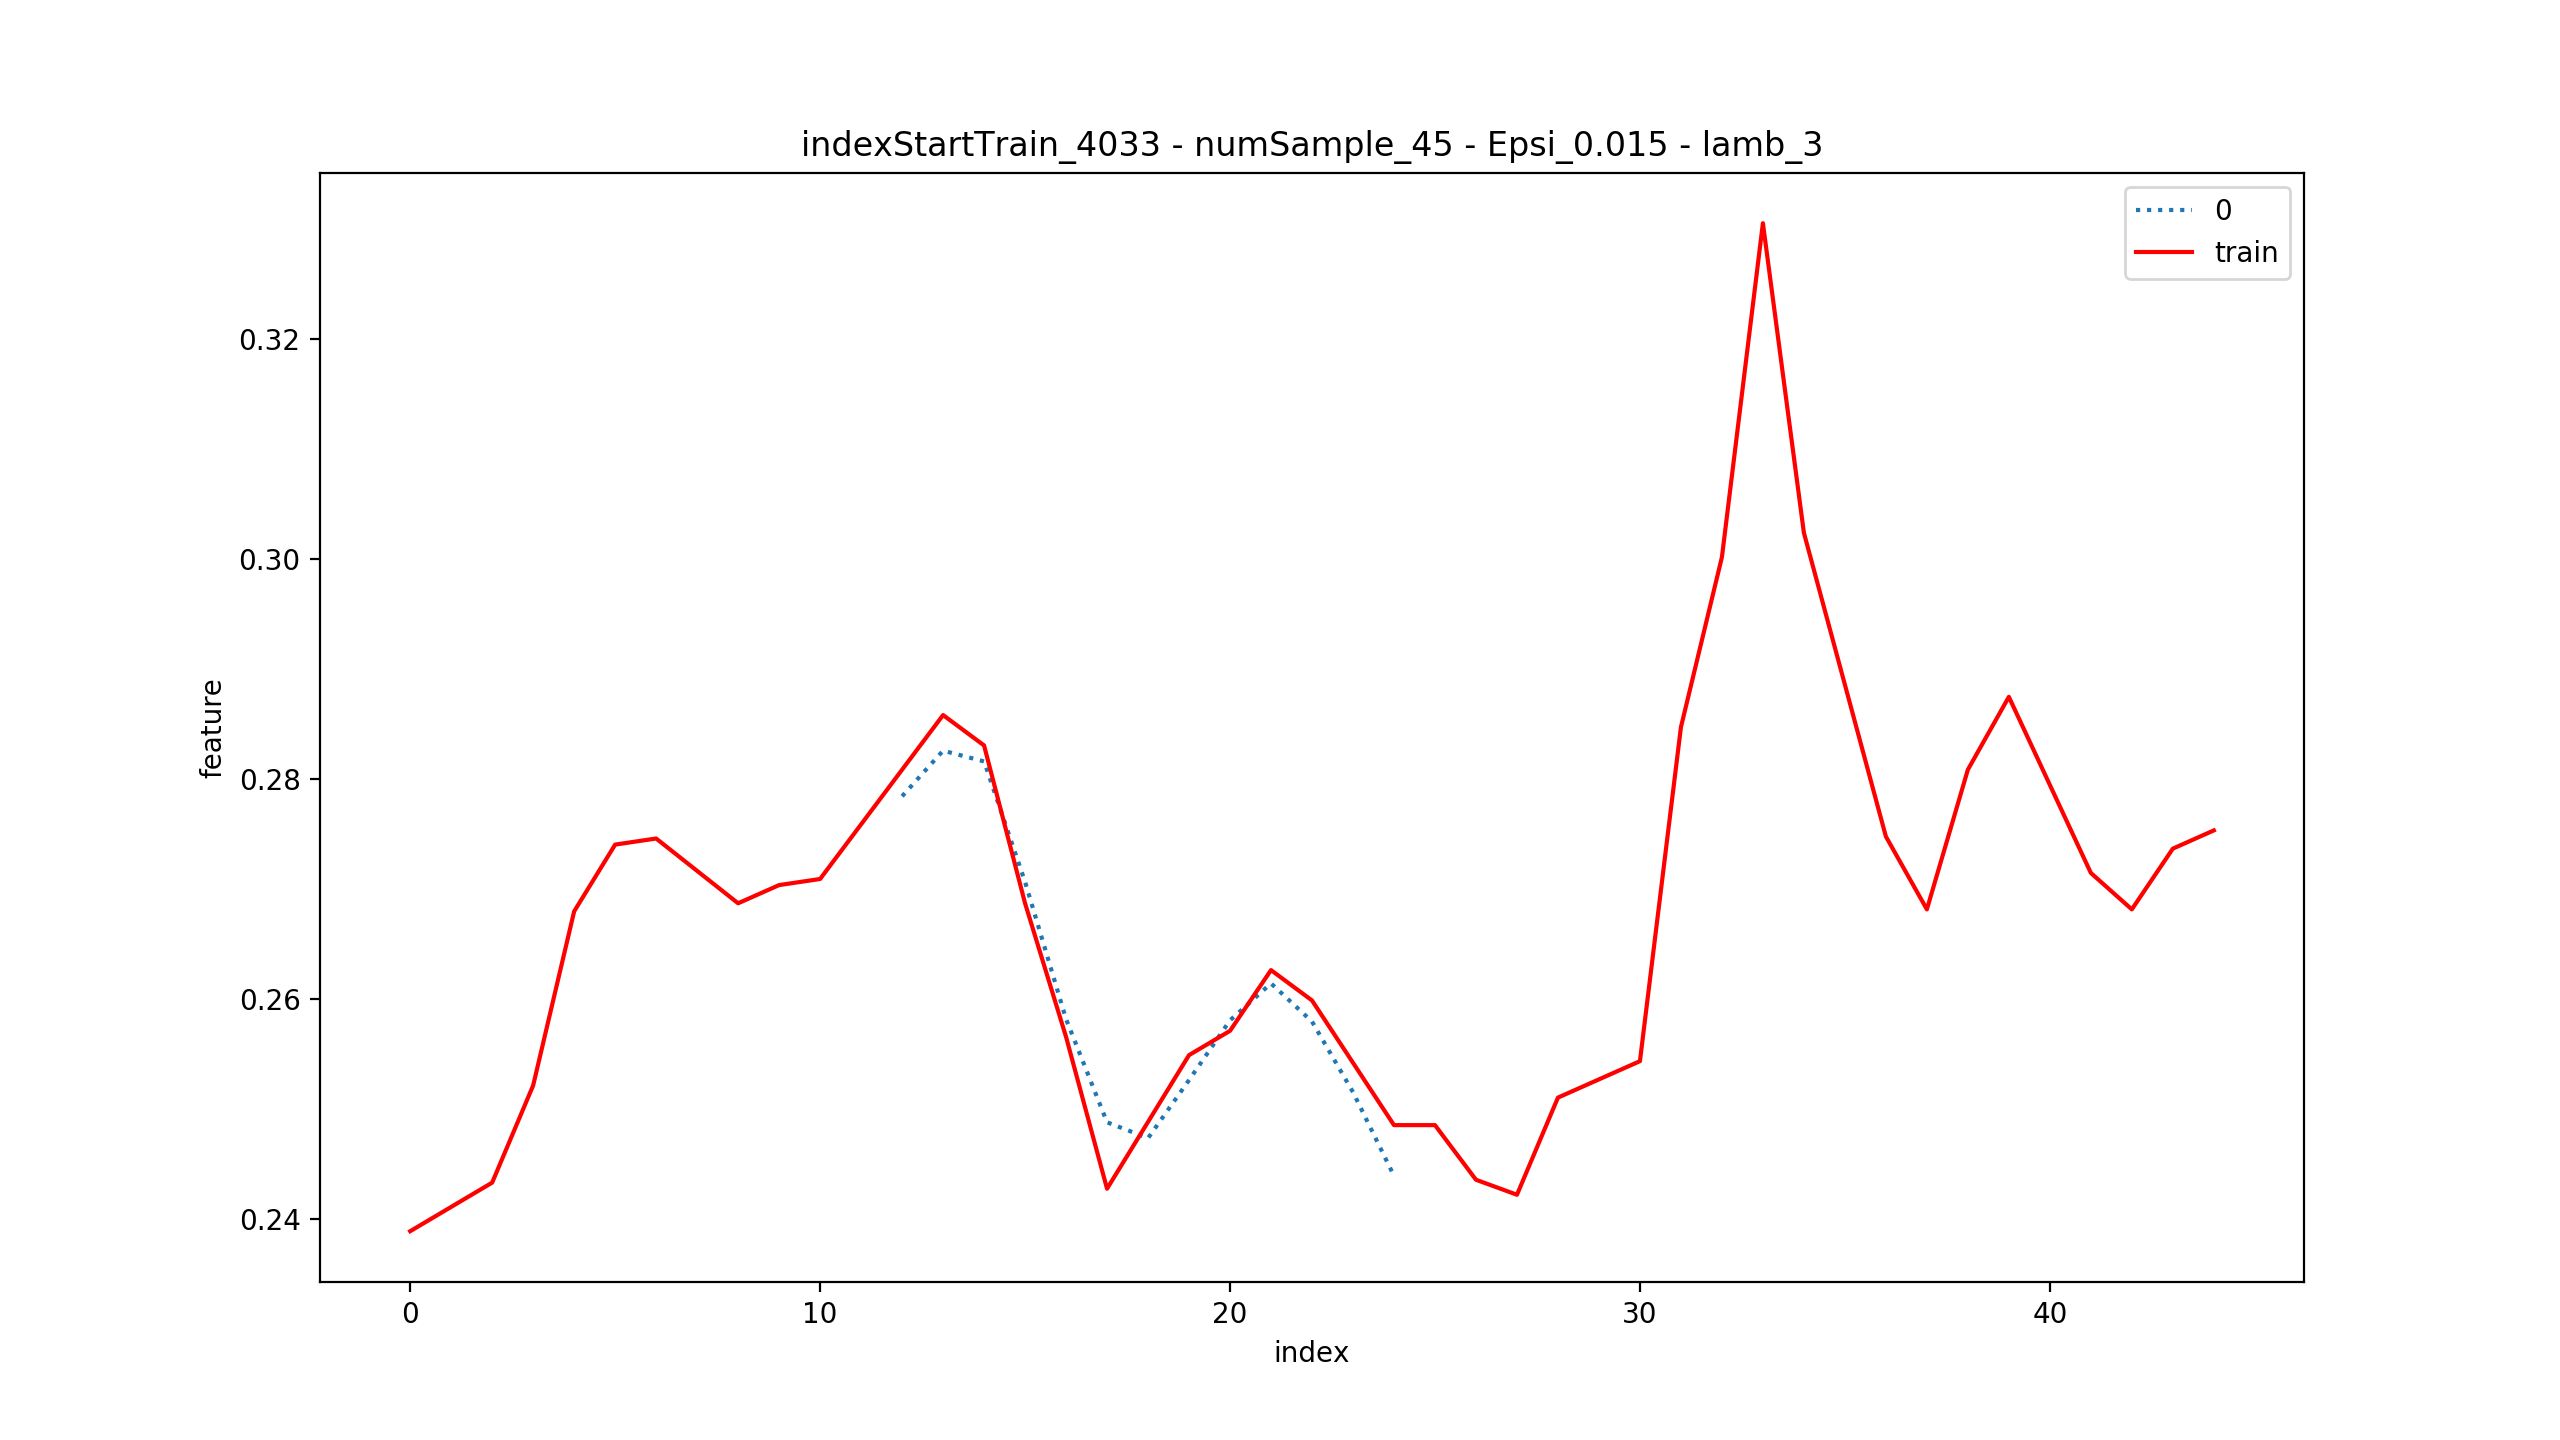 indexStartTrain_4033 - numSample_45 - Epsi_0.015 - lamb_3
0
train
0.32
0.30
0.28
0.26
0.24
feature
0 10 20 30 40
index